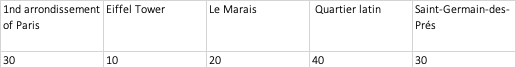 1nd arrondissement of Paris
Eiffel Tower
Le Marais
Quartier latin
Saint-Germain-des-Prés
30
10
20
40
30